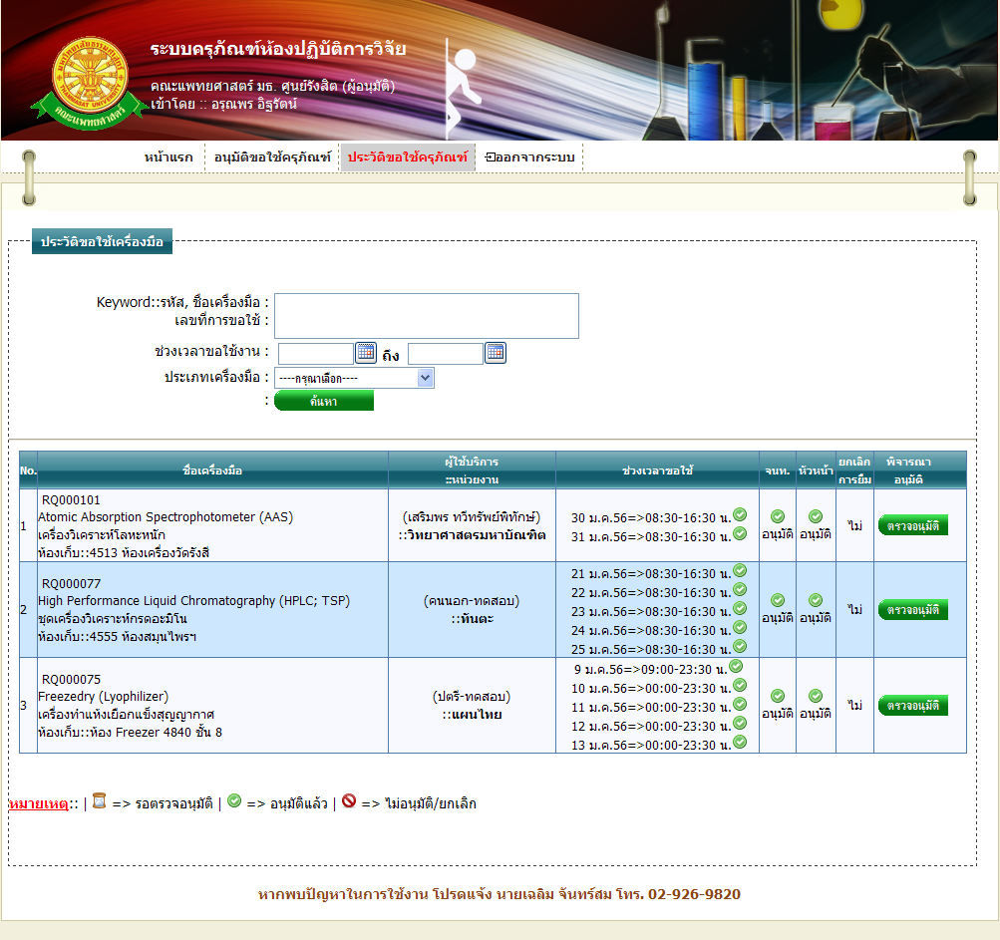 ระบบครุภัณฑ์ห้องปฏิบัติการวิจัย
คณะแพทยศาสตร์ มธ. ศูนย์รังสิต (ผู้อนุมัติ)
เข้าโดย :: อรุณพร อิฐรัตน์
คณะแพทยศาสตร์
หน้าแรก
อนุมัติขอใช้ครุภัณฑ์
ประวัติขอใช้ครุภัณฑ์
ออกจากระบบ
ประวัติขอใช้เครื่องมือ
Keyword::รหัส, ชื่อเครื่องมือ :
เลขที่การขอใช้ :
ช่วงเวลาขอใช้งาน : ถึง
ประเภทเครื่องมือ : ----กรุณาเลือก----
: ค้นหา
No. ชื่อเครื่องมือ ผู้ใช้บริการ ::หน่วยงาน ช่วงเวลาขอใช้ จนท. หัวหน้า ยกเลิกการยืม พิจารณาอนุมัติ
1
RQ000101
Atomic Absorption Spectrophotometer (AAS)
เครื่องวิเคราะห์โลหะหนัก
ห้องเก็บ::4513 ห้องเครื่องวัดรังสี
(เสริมพร ทวีทรัพย์พิทักษ์)
::วิทยาศาสตรมหาบัณฑิต
30 ม.ค.56=>08:30-16:30 น.
31 ม.ค.56=>08:30-16:30 น.
อนุมัติ อนุมัติ ไม่ ตรวจอนุมัติ
2
RQ000077
High Performance Liquid Chromatography (HPLC; TSP)
ชุดเครื่องวิเคราะห์กรดอะมิโน
ห้องเก็บ::4555 ห้องสมุนไพรฯ
(คนนอก-ทดสอบ)
::ทันตะ
21 ม.ค.56=>08:30-16:30 น.
22 ม.ค.56=>08:30-16:30 น.
23 ม.ค.56=>08:30-16:30 น.
24 ม.ค.56=>08:30-16:30 น.
25 ม.ค.56=>08:30-16:30 น.
อนุมัติ อนุมัติ ไม่ ตรวจอนุมัติ
3
RQ000075
Freezedry (Lyophilizer)
เครื่องทำแห้งเยือกแข็งสุญญากาศ
ห้องเก็บ::ห้อง Freezer 4840 ชั้น 8
(ปตรี-ทดสอบ)
::แผนไทย
9 ม.ค.56=>09:00-23:30 น.
10 ม.ค.56=>00:00-23:30 น.
11 ม.ค.56=>00:00-23:30 น.
12 ม.ค.56=>00:00-23:30 น.
13 ม.ค.56=>00:00-23:30 น.
อนุมัติ อนุมัติ ไม่ ตรวจอนุมัติ
หมายเหตุ:: | => รอตรวจอนุมัติ | => อนุมัติแล้ว | => ไม่อนุมัติ/ยกเลิก
หากพบปัญหาในการใช้งาน โปรดแจ้ง นายเฉลิม จันทร์สม โทร. 02-926-9820